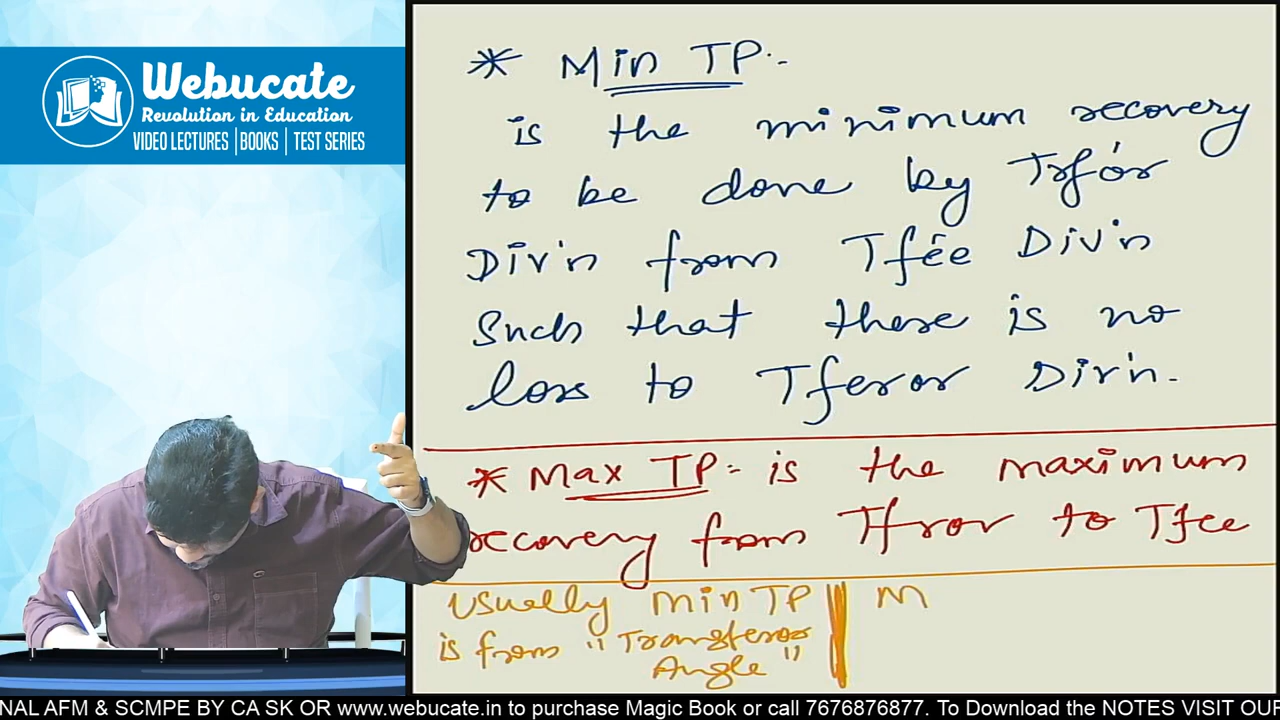 Webucate
Revolution in Education
VIDEO LECTURES | BOOKS | TEST SERIES
* Min TP:-
is the minimum recovery
to be done by Trf'or
Div'n from Tfée Div'n
Such that there is no
loss to Tferor Div'n.
* Max TP:- is the maximum
recovery from Tfror to Tfee
Usually Min TP
is from "Transferor
Angle"
M
NAL AFM & SCMPE BY CA SK OR www.webucate.in to purchase Magic Book or call 7676876877. To Download the NOTES VISIT OUR